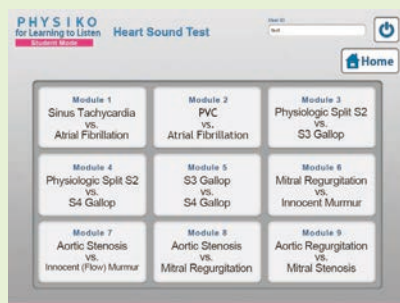 PHYSIKO
for Learning to Listen
Student Mode
Heart Sound Test
Home
Module 1
Sinus Tachycardia
vs.
Atrial Fibrillation
Module 2
PVC
vs.
Atrial Fibrillation
Module 3
Physiologic Split S2
vs.
S3 Gallop
Module 4
Physiologic Split S2
vs.
S4 Gallop
Module 5
S3 Gallop
vs.
S4 Gallop
Module 6
Mitral Regurgitation
vs.
Innocent Murmur
Module 7
Aortic Stenosis
vs.
Innocent (Flow) Murmur
Module 8
Aortic Stenosis
vs.
Mitral Regurgitation
Module 9
Aortic Regurgitation
vs.
Mitral Stenosis